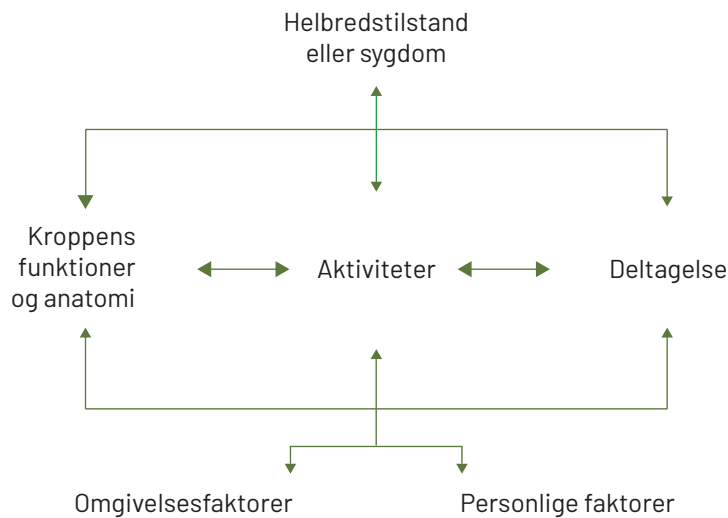 Helbredstilstand
eller sygdom
Kroppens
funktioner
og anatomi
Aktiviteter
Deltagelse
Omgivelsesfaktorer
Personlige faktorer